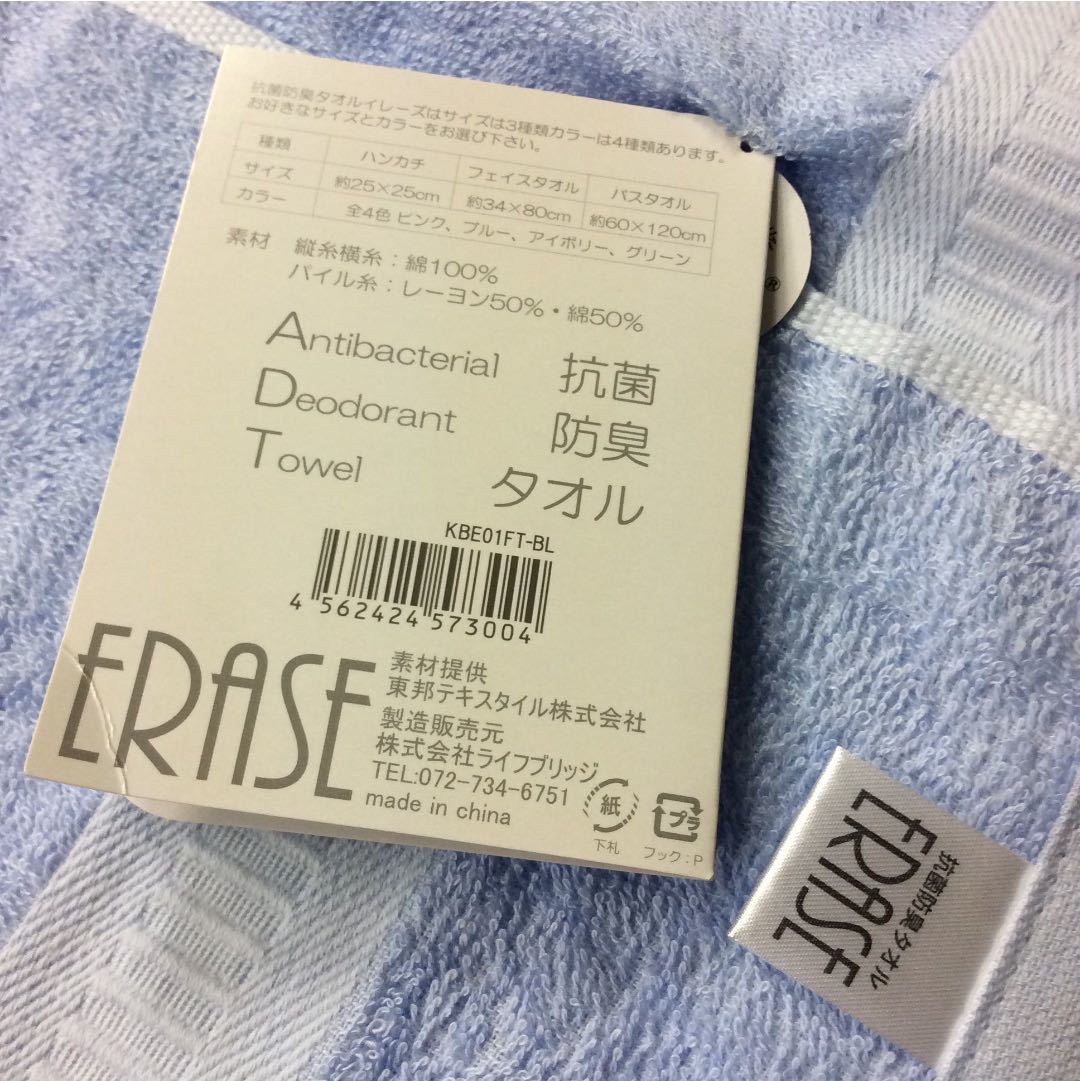 抗菌防臭タオルイレーズはサイズは3種類カラーは4種類あります。
お好きなサイズとカラーをお選び下さい。
種類 ハンカチ フェイスタオル バスタオル
サイズ 約25×25cm 約34×80cm 約60×120cm
カラー 全4色 ピンク、ブルー、アイボリー、グリーン
素材 縦糸横糸：綿100%
パイル糸：レーヨン50%・綿50%
Antibacterial 抗菌
Deodorant 防臭
Towel タオル
KBE01FT-BL
4 562424 573004
ERASE
素材提供
東邦テキスタイル株式会社
製造販売元
株式会社ライフブリッジ
TEL:072-734-6751
made in china
紙
下札
プラ
フック：P
®
ERASE
抗菌防臭タオル